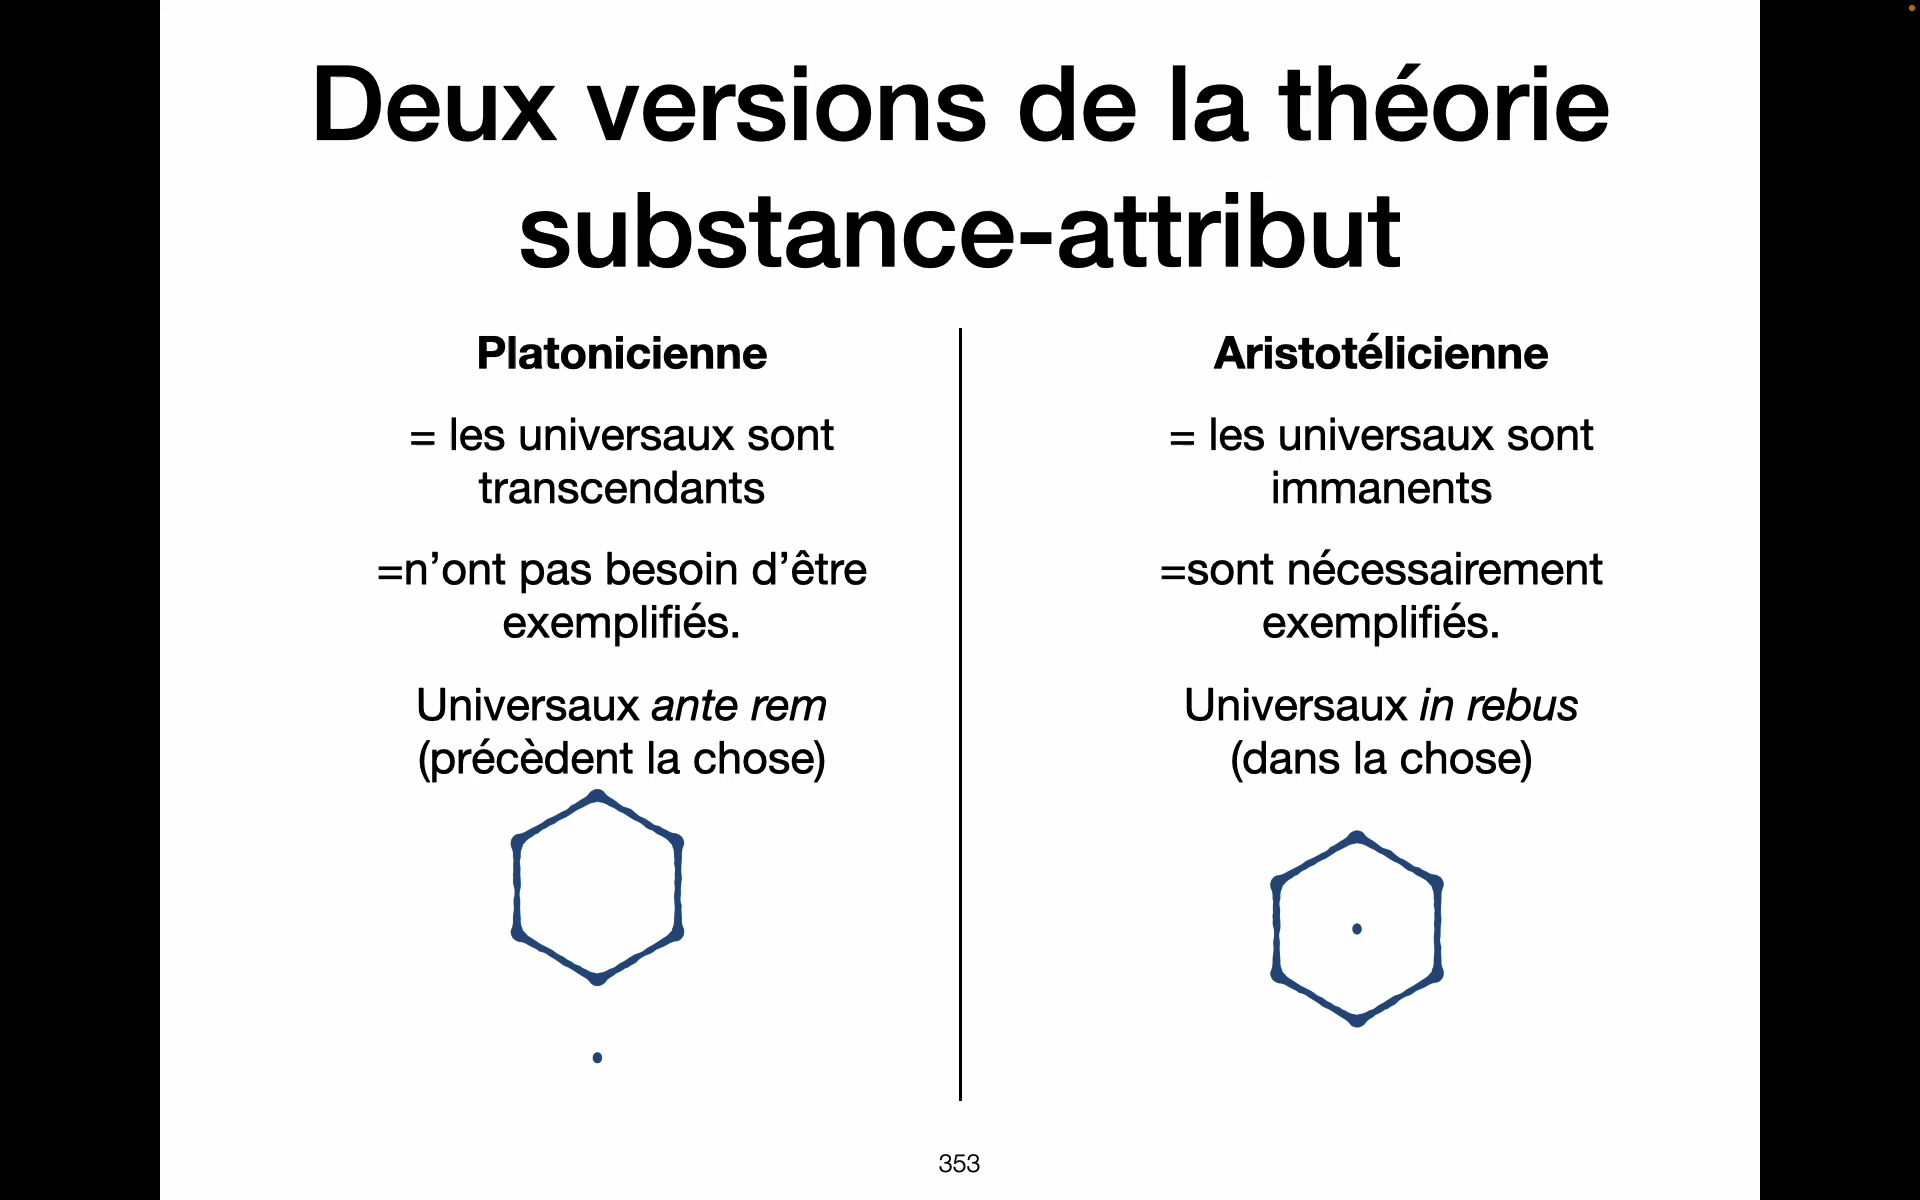 Deux versions de la théorie
substance-attribut
Platonicienne
= les universaux sont
transcendants
=n’ont pas besoin d’être
exemplifiés.
Universaux ante rem
(précèdent la chose)
Aristotélicienne
= les universaux sont
immanents
=sont nécessairement
exemplifiés.
Universaux in rebus
(dans la chose)
353